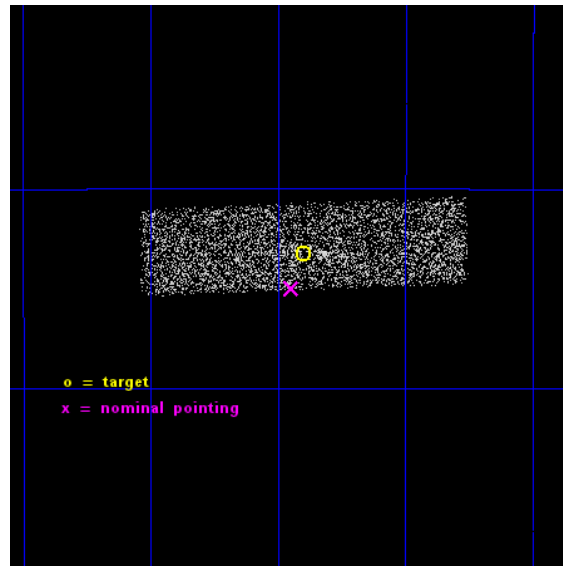 o = target
x = nominal pointing